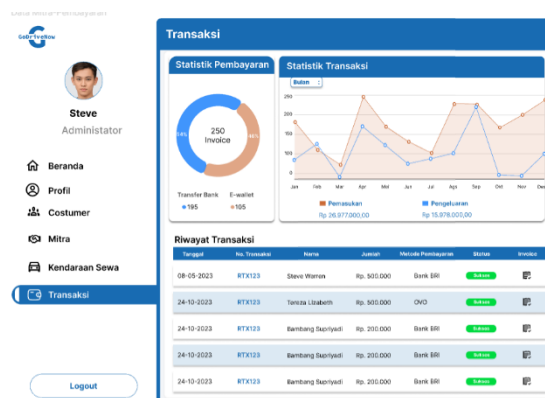 Data Mitra-Pembayaran
GoDriveNow
Steve
Administator
Beranda
Profil
Costumer
Mitra
Kendaraan Sewa
Transaksi
Logout
Transaksi
Statistik Pembayaran
250
Invoice
Transfer Bank E-wallet
195 105
Statistik Transaksi
Bulan
250
200
150
100
0
Jan Feb Mar Apr Mei Jun Jul Ags Sep Okt Nov Des
Pemasukan Pengeluaran
Rp 26.977.000,00 Rp 15.978.000,00
Riwayat Transaksi
Tanggal No. Transaksi Nama Jumlah Metode Pembayaran Status Invoice
08-05-2023 RTX123 Steve Warren Rp. 500.000 Bank BRI Sukses
24-10-2023 RTX123 Tereza Lizabeth Rp. 500.000 OVO Sukses
24-10-2023 RTX123 Bambang Supriyadi Rp. 200.000 Bank BRI Sukses
24-10-2023 RTX123 Bambang Supriyadi Rp. 200.000 Bank BRI Sukses
24-10-2023 RTX123 Bambang Supriyadi Rp. 200.000 Bank BRI Sukses